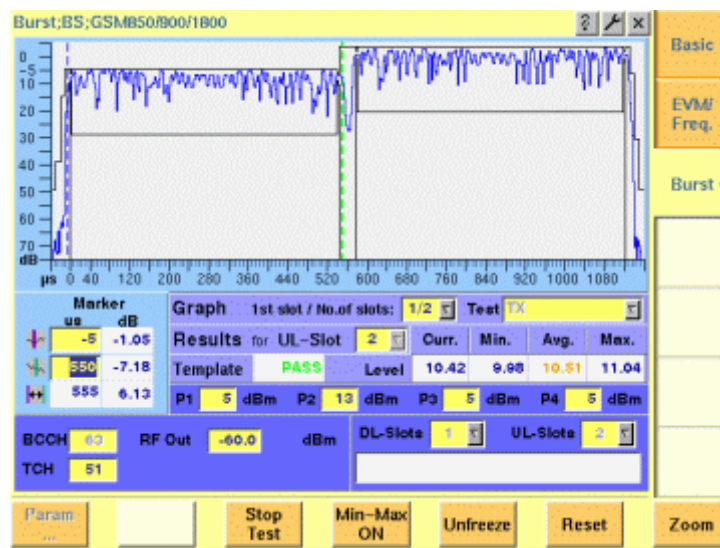 Burst;BS;GSM850/900/1800
? X
Basic
0
-5
10
20
30
40
50
60
70
dB
EVM/
Freq.
Burst
µs 0 40 120 200 280 360 440 520 600 680 760 840 920 1000 1080
Marker
us dB
-5 -1.05
550 -7.18
555 6.13
Graph 1st slot / No.of slots: 1/2 Test TX
Results for UL-Slot 2 Curr. Min. Avg. Max.
Template PASS Level 10.42 9.98 10.51 11.04
P1 5 dBm P2 13 dBm P3 5 dBm P4 5 dBm
BCCH 63 RF Out -60.0 dBm
TCH 51
DL-Slots 1 UL-Slots 2
Param
...
Stop
Test
Min-Max
ON
Unfreeze
Reset
Zoom